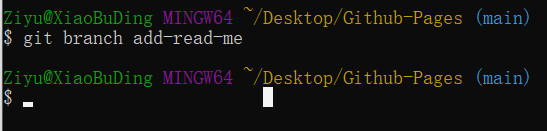 Ziyu@XiaoBuDing MINGW64 ~/Desktop/Github-Pages (main)
$ git branch add-read-me
Ziyu@XiaoBuDing MINGW64 ~/Desktop/Github-Pages (main)
$